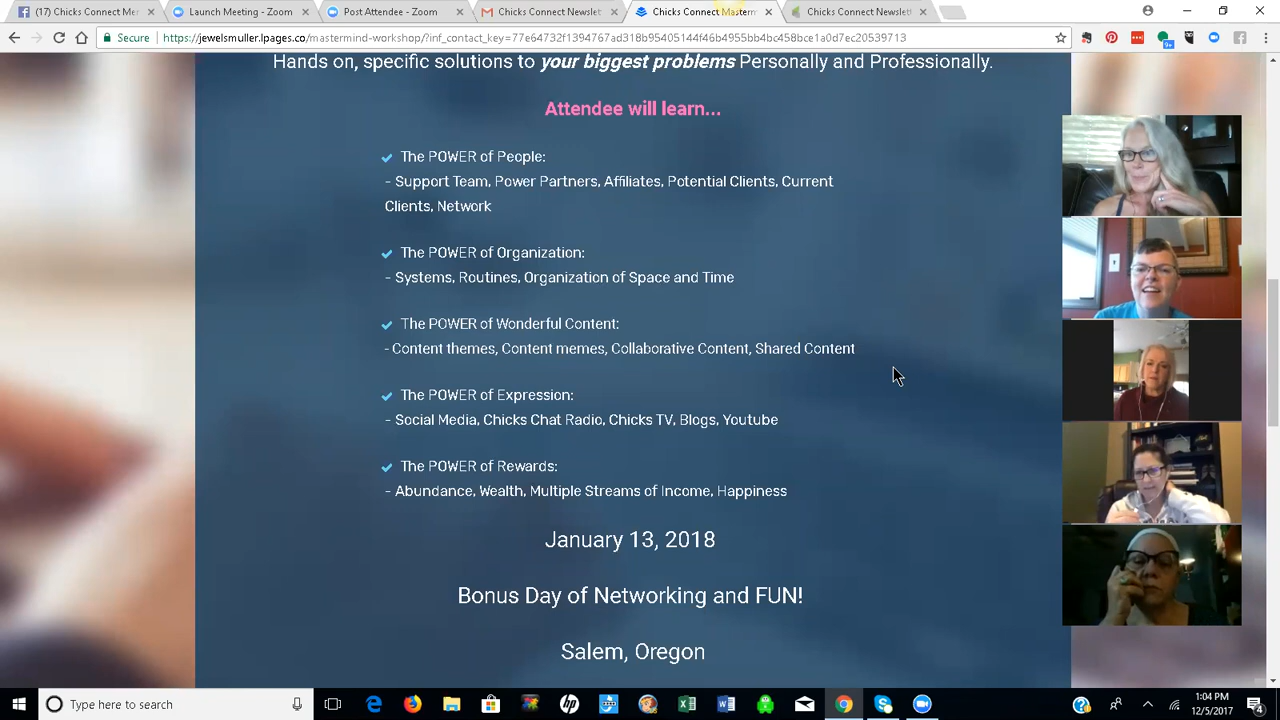 (17) Chicks Connect Mer
Launch Meeting - Zoom
Post Attendee - Zoom
Chicks Connect Newslet
Chicks Connect Masterm
Chicks Connect Newslett
Secure
https://jewelsmuller.lpages.co/mastermind-workshop/?inf_contact_key=77e64732f1394767ad318b95405144f46b4955bb4bc458bce1a0d7ec20539713
Hands on, specific solutions to your biggest problems Personally and Professionally.
Attendee will learn...
The POWER of People:
- Support Team, Power Partners, Affiliates, Potential Clients, Current
Clients, Network
The POWER of Organization:
- Systems, Routines, Organization of Space and Time
The POWER of Wonderful Content:
- Content themes, Content memes, Collaborative Content, Shared Content
The POWER of Expression:
- Social Media, Chicks Chat Radio, Chicks TV, Blogs, Youtube
The POWER of Rewards:
- Abundance, Wealth, Multiple Streams of Income, Happiness
January 13, 2018
Bonus Day of Networking and FUN!
Salem, Oregon
Type here to search
1:04 PM
12/5/2017